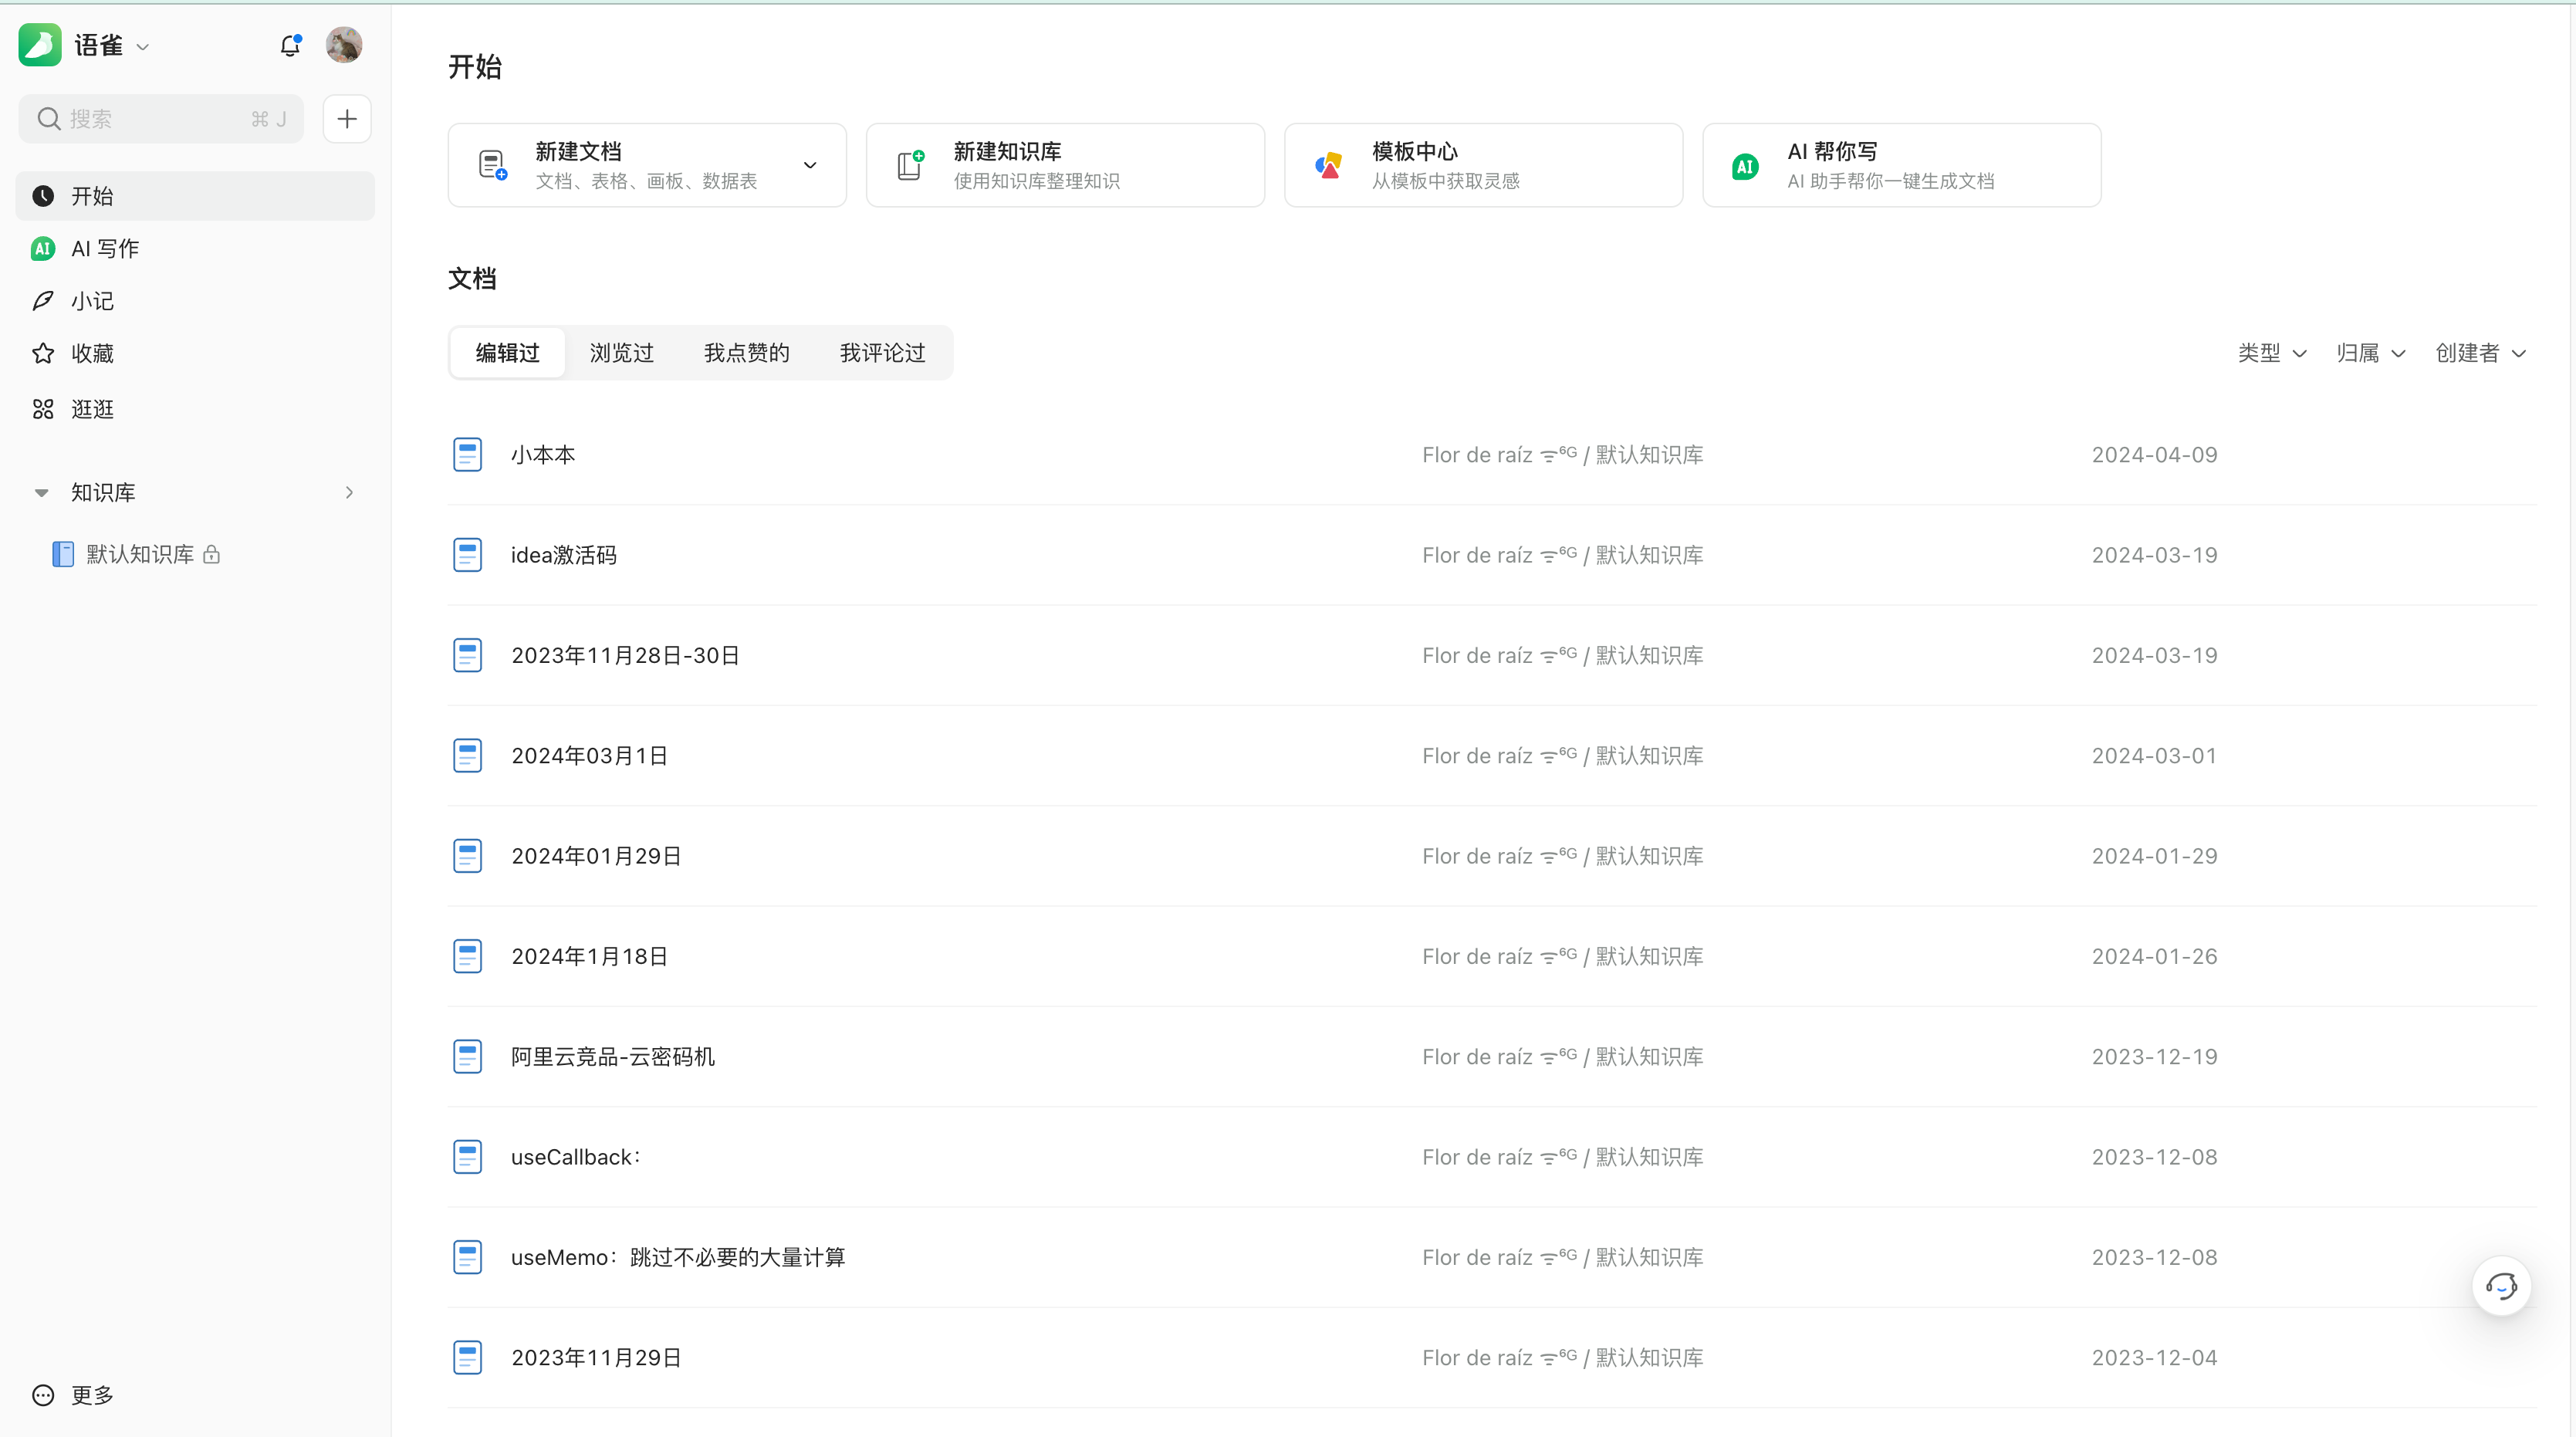 语雀
搜索 ⌘ J
开始
AI 写作
小记
收藏
逛逛
知识库
默认知识库
更多
开始
新建文档
文档、表格、画板、数据表
新建知识库
使用知识库整理知识
模板中心
从模板中获取灵感
AI 帮你写
AI 助手帮你一键生成文档
文档
编辑过 浏览过 我点赞的 我评论过 类型 归属 创建者
小本本 Flor de raíz ᯤ⁶ᴳ / 默认知识库 2024-04-09
idea激活码 Flor de raíz ᯤ⁶ᴳ / 默认知识库 2024-03-19
2023年11月28日-30日 Flor de raíz ᯤ⁶ᴳ / 默认知识库 2024-03-19
2024年03月1日 Flor de raíz ᯤ⁶ᴳ / 默认知识库 2024-03-01
2024年01月29日 Flor de raíz ᯤ⁶ᴳ / 默认知识库 2024-01-29
2024年1月18日 Flor de raíz ᯤ⁶ᴳ / 默认知识库 2024-01-26
阿里云竞品-云密码机 Flor de raíz ᯤ⁶ᴳ / 默认知识库 2023-12-19
useCallback： Flor de raíz ᯤ⁶ᴳ / 默认知识库 2023-12-08
useMemo：跳过不必要的大量计算 Flor de raíz ᯤ⁶ᴳ / 默认知识库 2023-12-08
2023年11月29日 Flor de raíz ᯤ⁶ᴳ / 默认知识库 2023-12-04